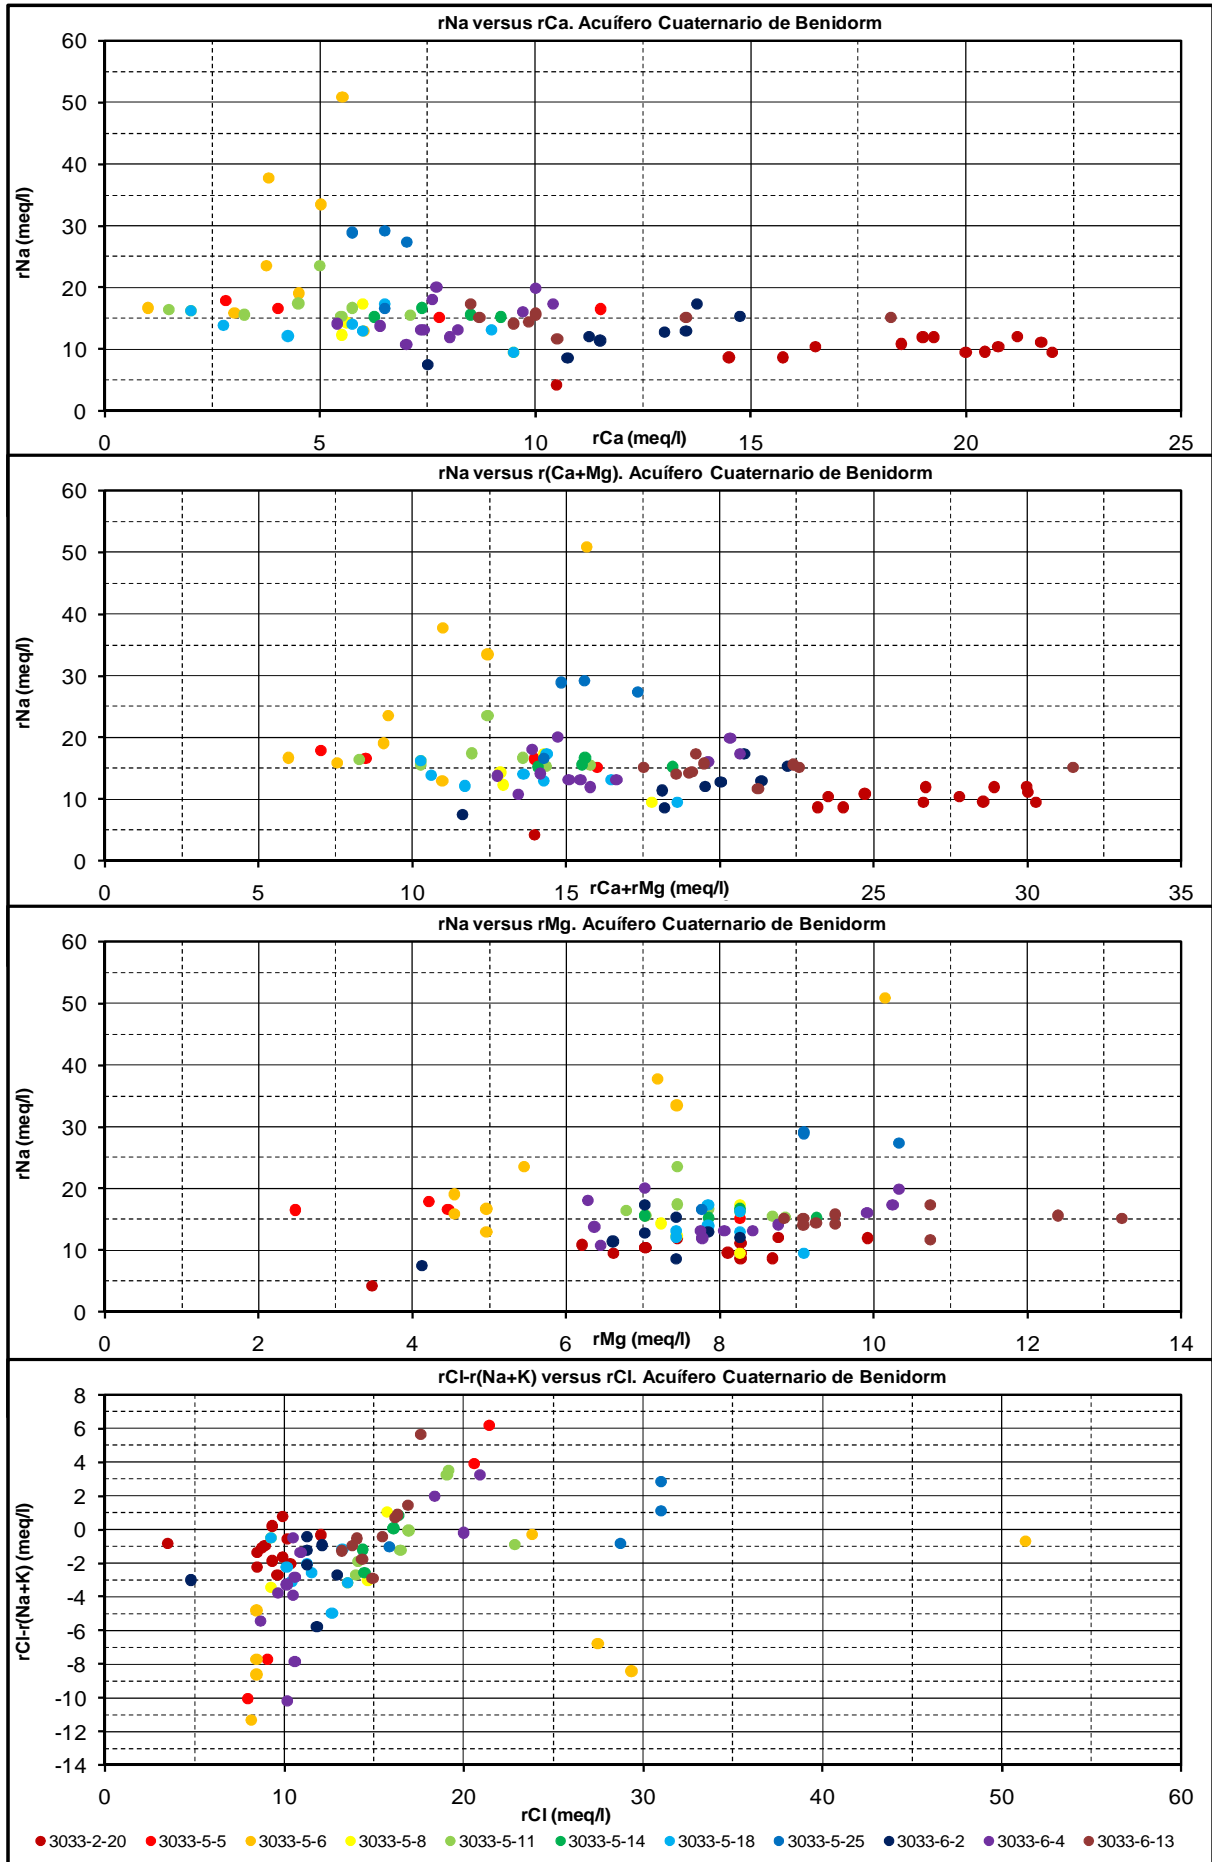 rNa versus rCa. Acuífero Cuaternario de Benidorm
60
50
40
30
20
10
0
rNa (meq/l)
0 5 10 15 20 25
rCa (meq/l)
rNa versus r(Ca+Mg). Acuífero Cuaternario de Benidorm
60
50
40
30
20
10
0
rNa (meq/l)
0 5 10 15 25 30 35
rCa+rMg (meq/l)
rNa versus rMg. Acuífero Cuaternario de Benidorm
60
50
40
30
20
10
0
rNa (meq/l)
0 2 4 6 8 10 12 14
rMg (meq/l)
rCl-r(Na+K) versus rCl. Acuífero Cuaternario de Benidorm
8
6
4
2
0
-2
-4
-6
-8
-10
-12
-14
rCl-r(Na+K) (meq/l)
0 10 20 30 40 50 60
rCl (meq/l)
3033-2-20 3033-5-5 3033-5-6 3033-5-8 3033-5-11 3033-5-14 3033-5-18 3033-5-25 3033-6-2 3033-6-4 3033-6-13